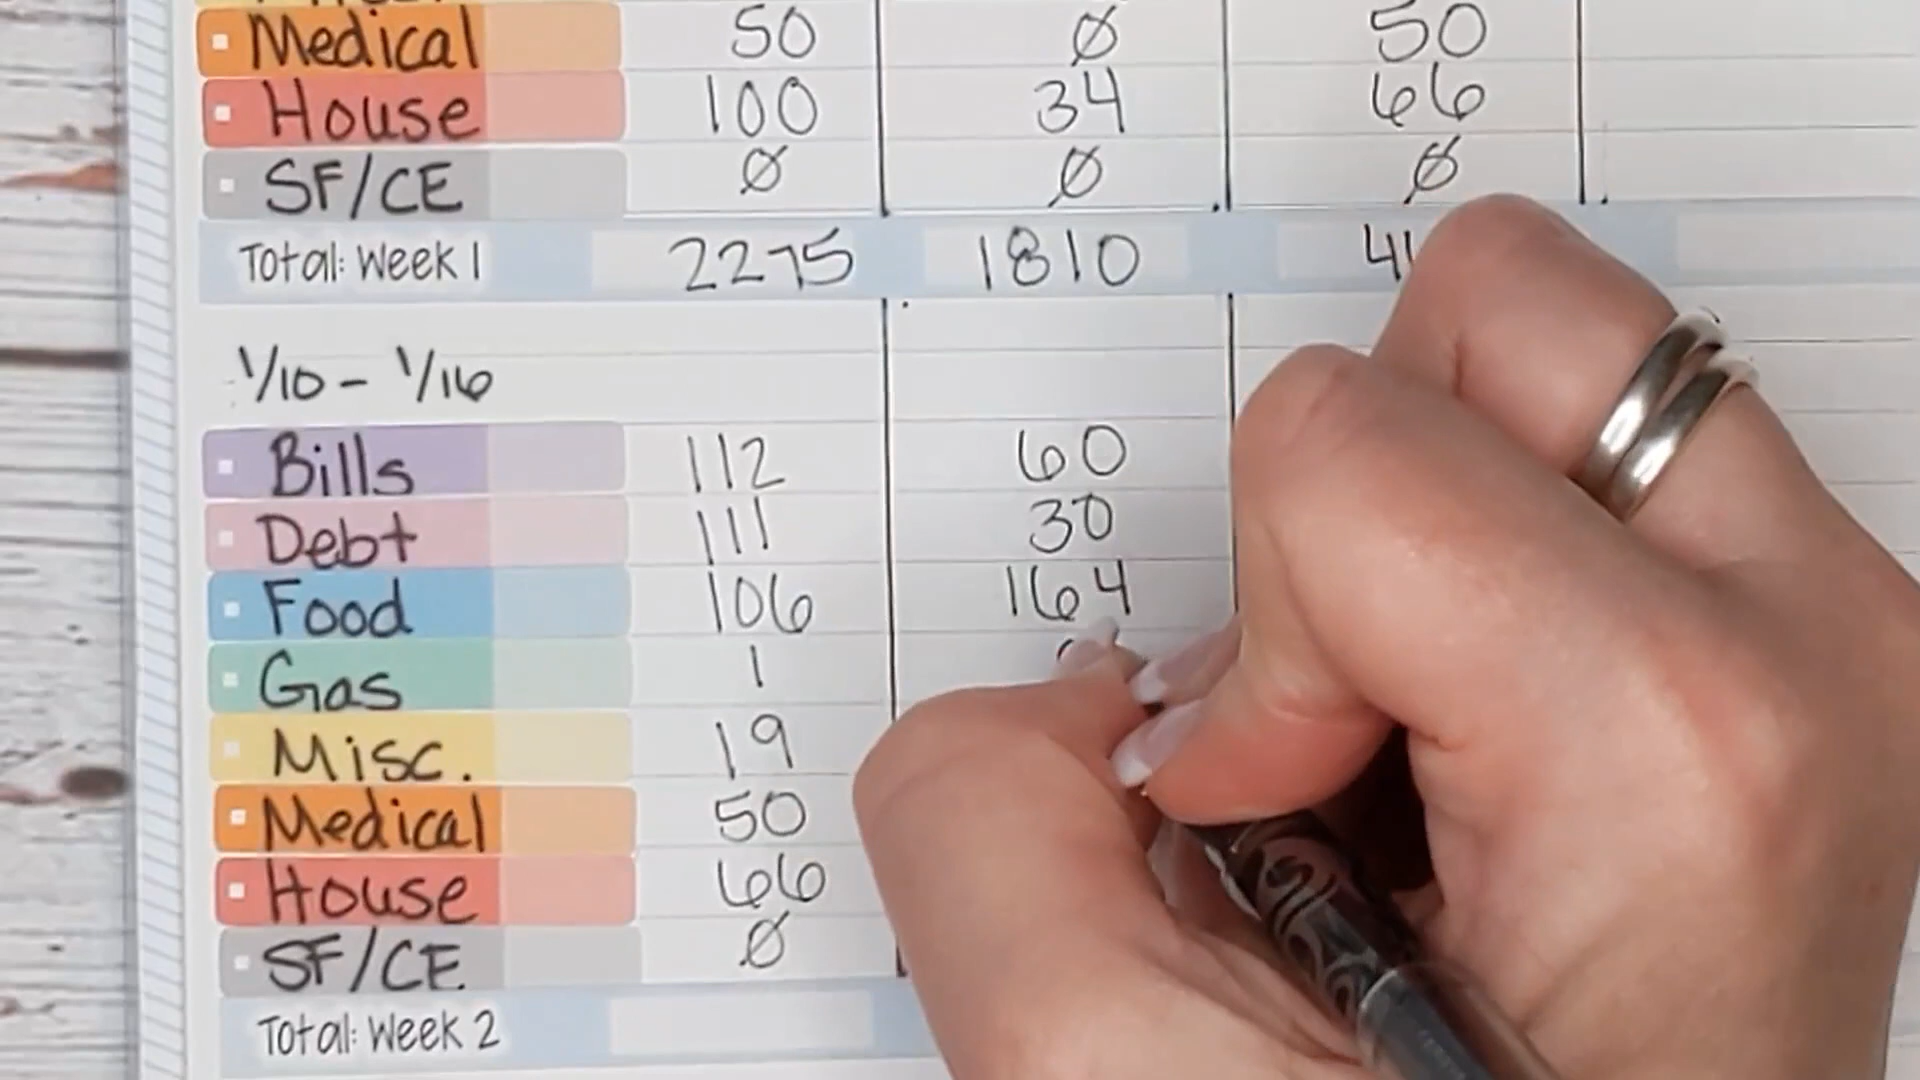 Medical 50 Ø 50
House 100 34 66
SF/CE Ø Ø Ø
Total: Week 1 2275 1810
1/10 - 1/16
Bills 112 60
Debt 111 30
Food 106 164
Gas 1
Misc. 19
Medical 50
House 66
SF/CE Ø
Total: Week 2